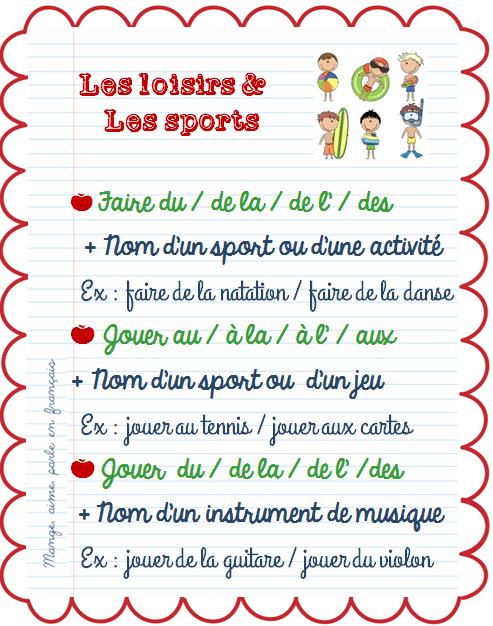 Les loisirs &
Les sports
Faire du / de la / de l' / des
+ Nom d'un sport ou d'une activité
Ex : faire de la natation / faire de la danse
Jouer au / à la / à l' / aux
+ Nom d'un sport ou d'un jeu
Ex : jouer au tennis / jouer aux cartes
Jouer du / de la / de l' /des
+ Nom d'un instrument de musique
Ex : jouer de la guitare / jouer du violon
Mange, aime, parle en français